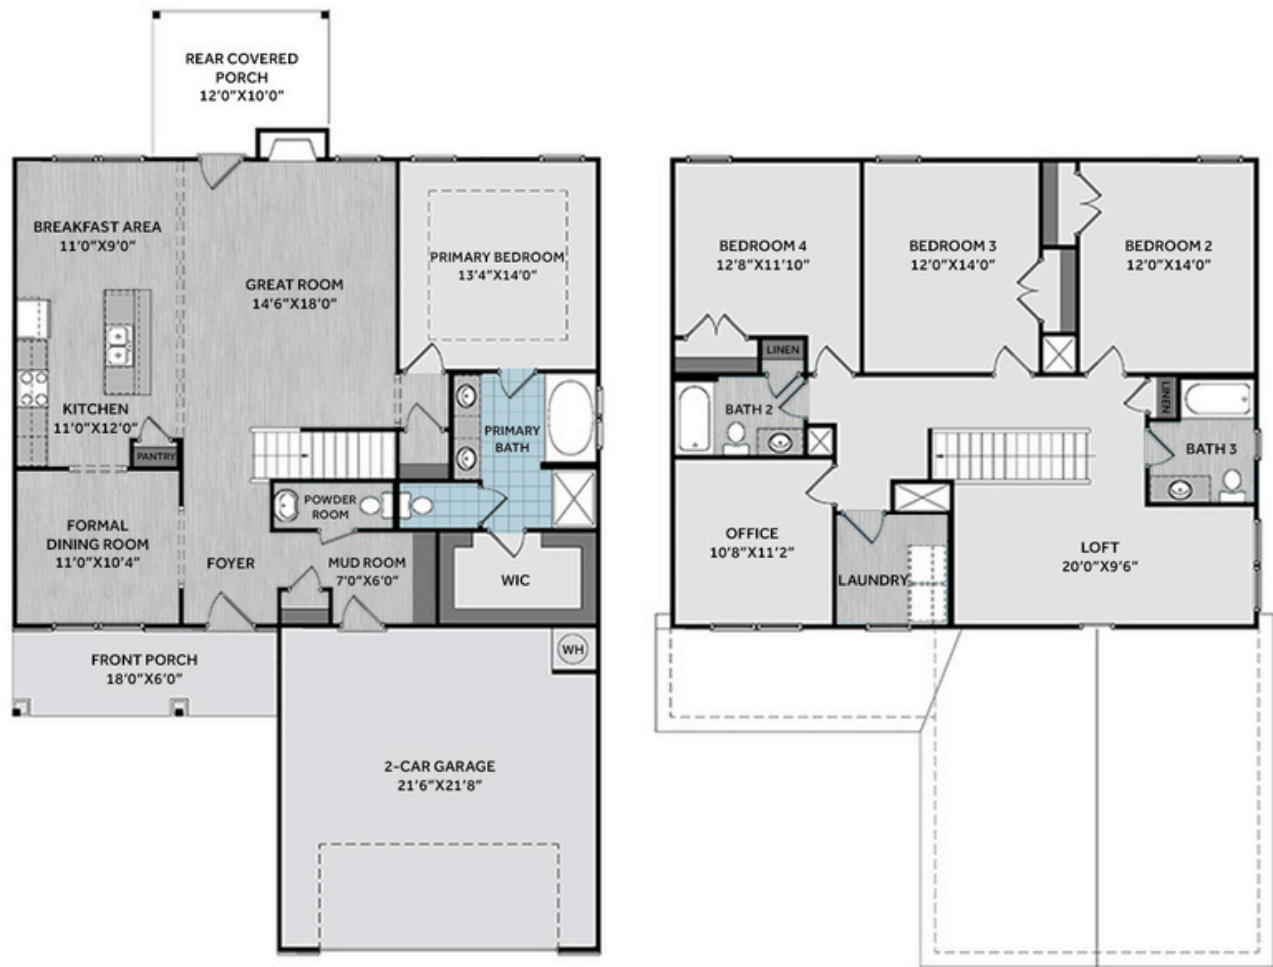 REAR COVERED
PORCH
12'0"X10'0"
BREAKFAST AREA
11'0"X9'0"
GREAT ROOM
14'6"X18'0"
PRIMARY BEDROOM
13'4"X14'0"
KITCHEN
11'0"X12'0"
PANTRY
PRIMARY
BATH
POWDER
ROOM
FORMAL
DINING ROOM
11'0"X10'4"
FOYER
MUD ROOM
7'0"X6'0"
WIC
FRONT PORCH
18'0"X6'0"
WH
2-CAR GARAGE
21'6"X21'8"
BEDROOM 4
12'8"X11'10"
BEDROOM 3
12'0"X14'0"
BEDROOM 2
12'0"X14'0"
LINEN
BATH 2
LINEN
BATH 3
OFFICE
10'8"X11'2"
LAUNDRY
LOFT
20'0"X9'6"